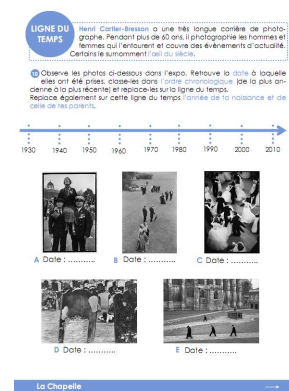 LIGNE DU
TEMPS
Henri Cartier-Bresson a une très longue carrière de photo-
graphe. Pendant plus de 60 ans, il photographie les hommes et
femmes qui l'entourent et couvre des évènements d'actualité.
Certains le surnomment l'œil du siècle.
10 Observe les photos ci-dessous dans l'expo. Retrouve la date à laquelle
elles ont été prises, classe-les dans l'ordre chronologique (de la plus an-
cienne à la plus récente) et replace-les sur la ligne du temps.
Replace également sur cette ligne du temps l'année de ta naissance et de
celle de tes parents.
1930 1940 1950 1960 1970 1980 1990 2000 2010
A Date : ........... B Date : ........... C Date : ...........
D Date : ........... E Date : ...........
La Chapelle